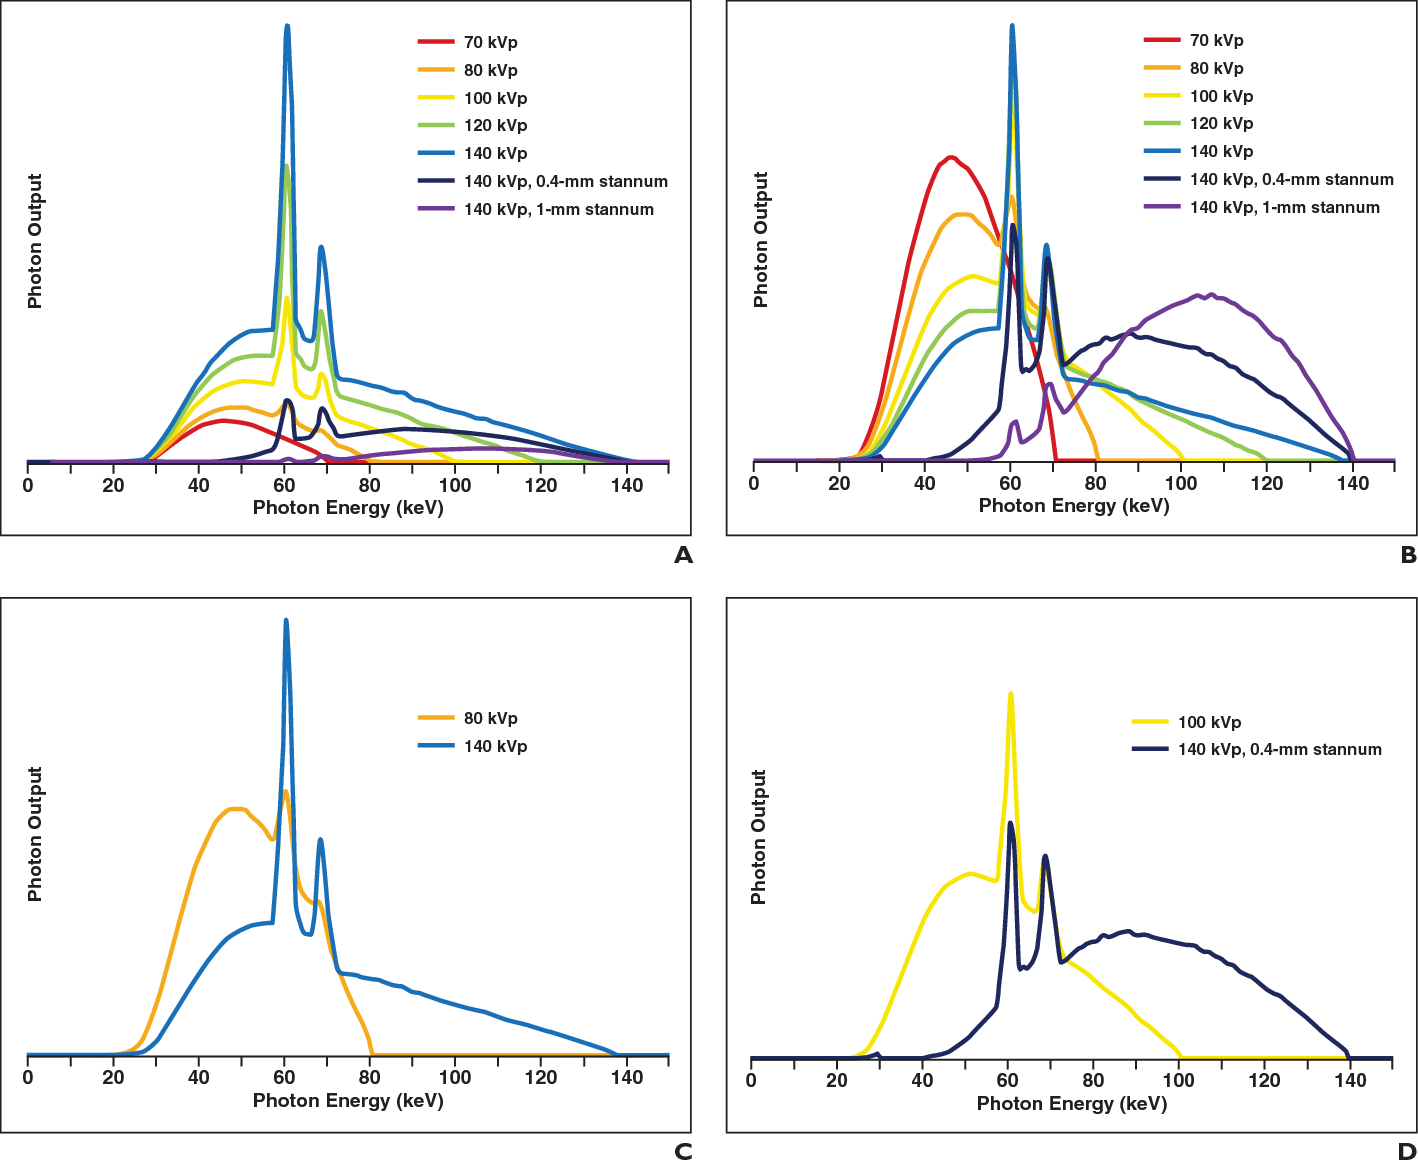 70 kVp
80 kVp
100 kVp
120 kVp
140 kVp
140 kVp, 0.4-mm stannum
140 kVp, 1-mm stannum
Photon Output
0 20 40 60 80 100 120 140
Photon Energy (keV)
A
70 kVp
80 kVp
100 kVp
120 kVp
140 kVp
140 kVp, 0.4-mm stannum
140 kVp, 1-mm stannum
Photon Output
0 20 40 60 80 100 120 140
Photon Energy (keV)
B
80 kVp
140 kVp
Photon Output
0 20 40 60 80 100 120 140
Photon Energy (keV)
C
100 kVp
140 kVp, 0.4-mm stannum
Photon Output
0 20 40 60 80 100 120 140
Photon Energy (keV)
D